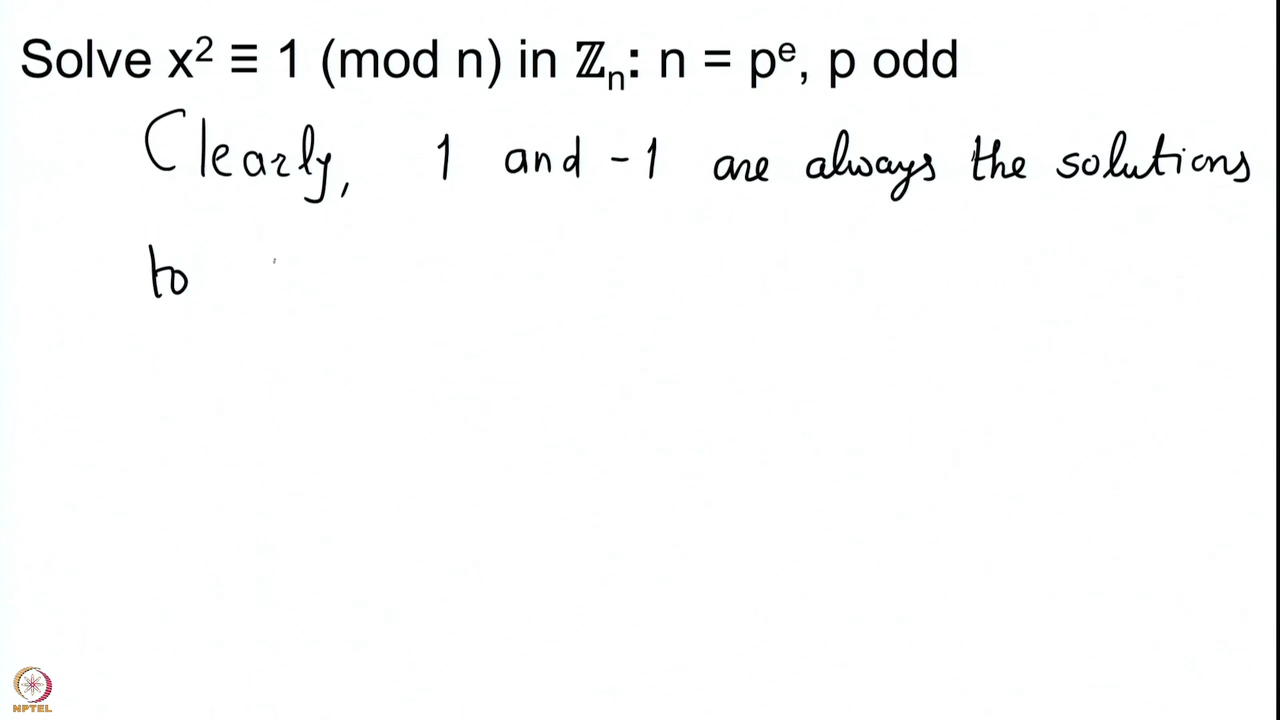 Solve x² ≡ 1 (mod n) in ℤₙ: n = pᵉ, p odd
Clearly, 1 and -1 are always the solutions
to
NPTEL